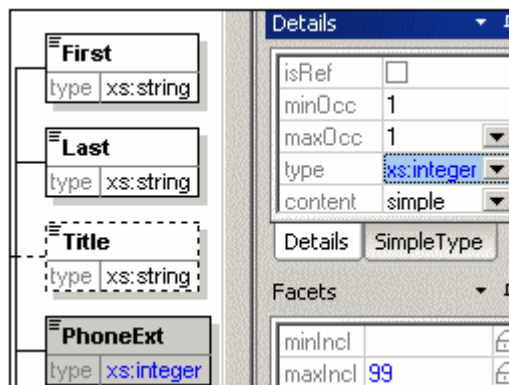 First
type xs:string
Last
type xs:string
Title
type xs:string
PhoneExt
type xs:integer
Details
isRef
minOcc 1
maxOcc 1
type xs:integer
content simple
Details SimpleType
Facets
minIncl
maxIncl 99